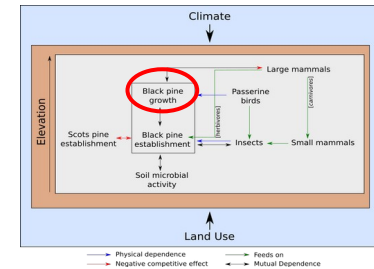 Climate
Large mammals
Black pine
growth
Passerine
birds
[carnivores]
[herbivores]
Elevation
Scots pine
establishment
Black pine
establishment
Insects
Small mammals
Soil microbial
activity
Land Use
Physical dependence
Feeds on
Negative competitive effect
Mutual Dependence